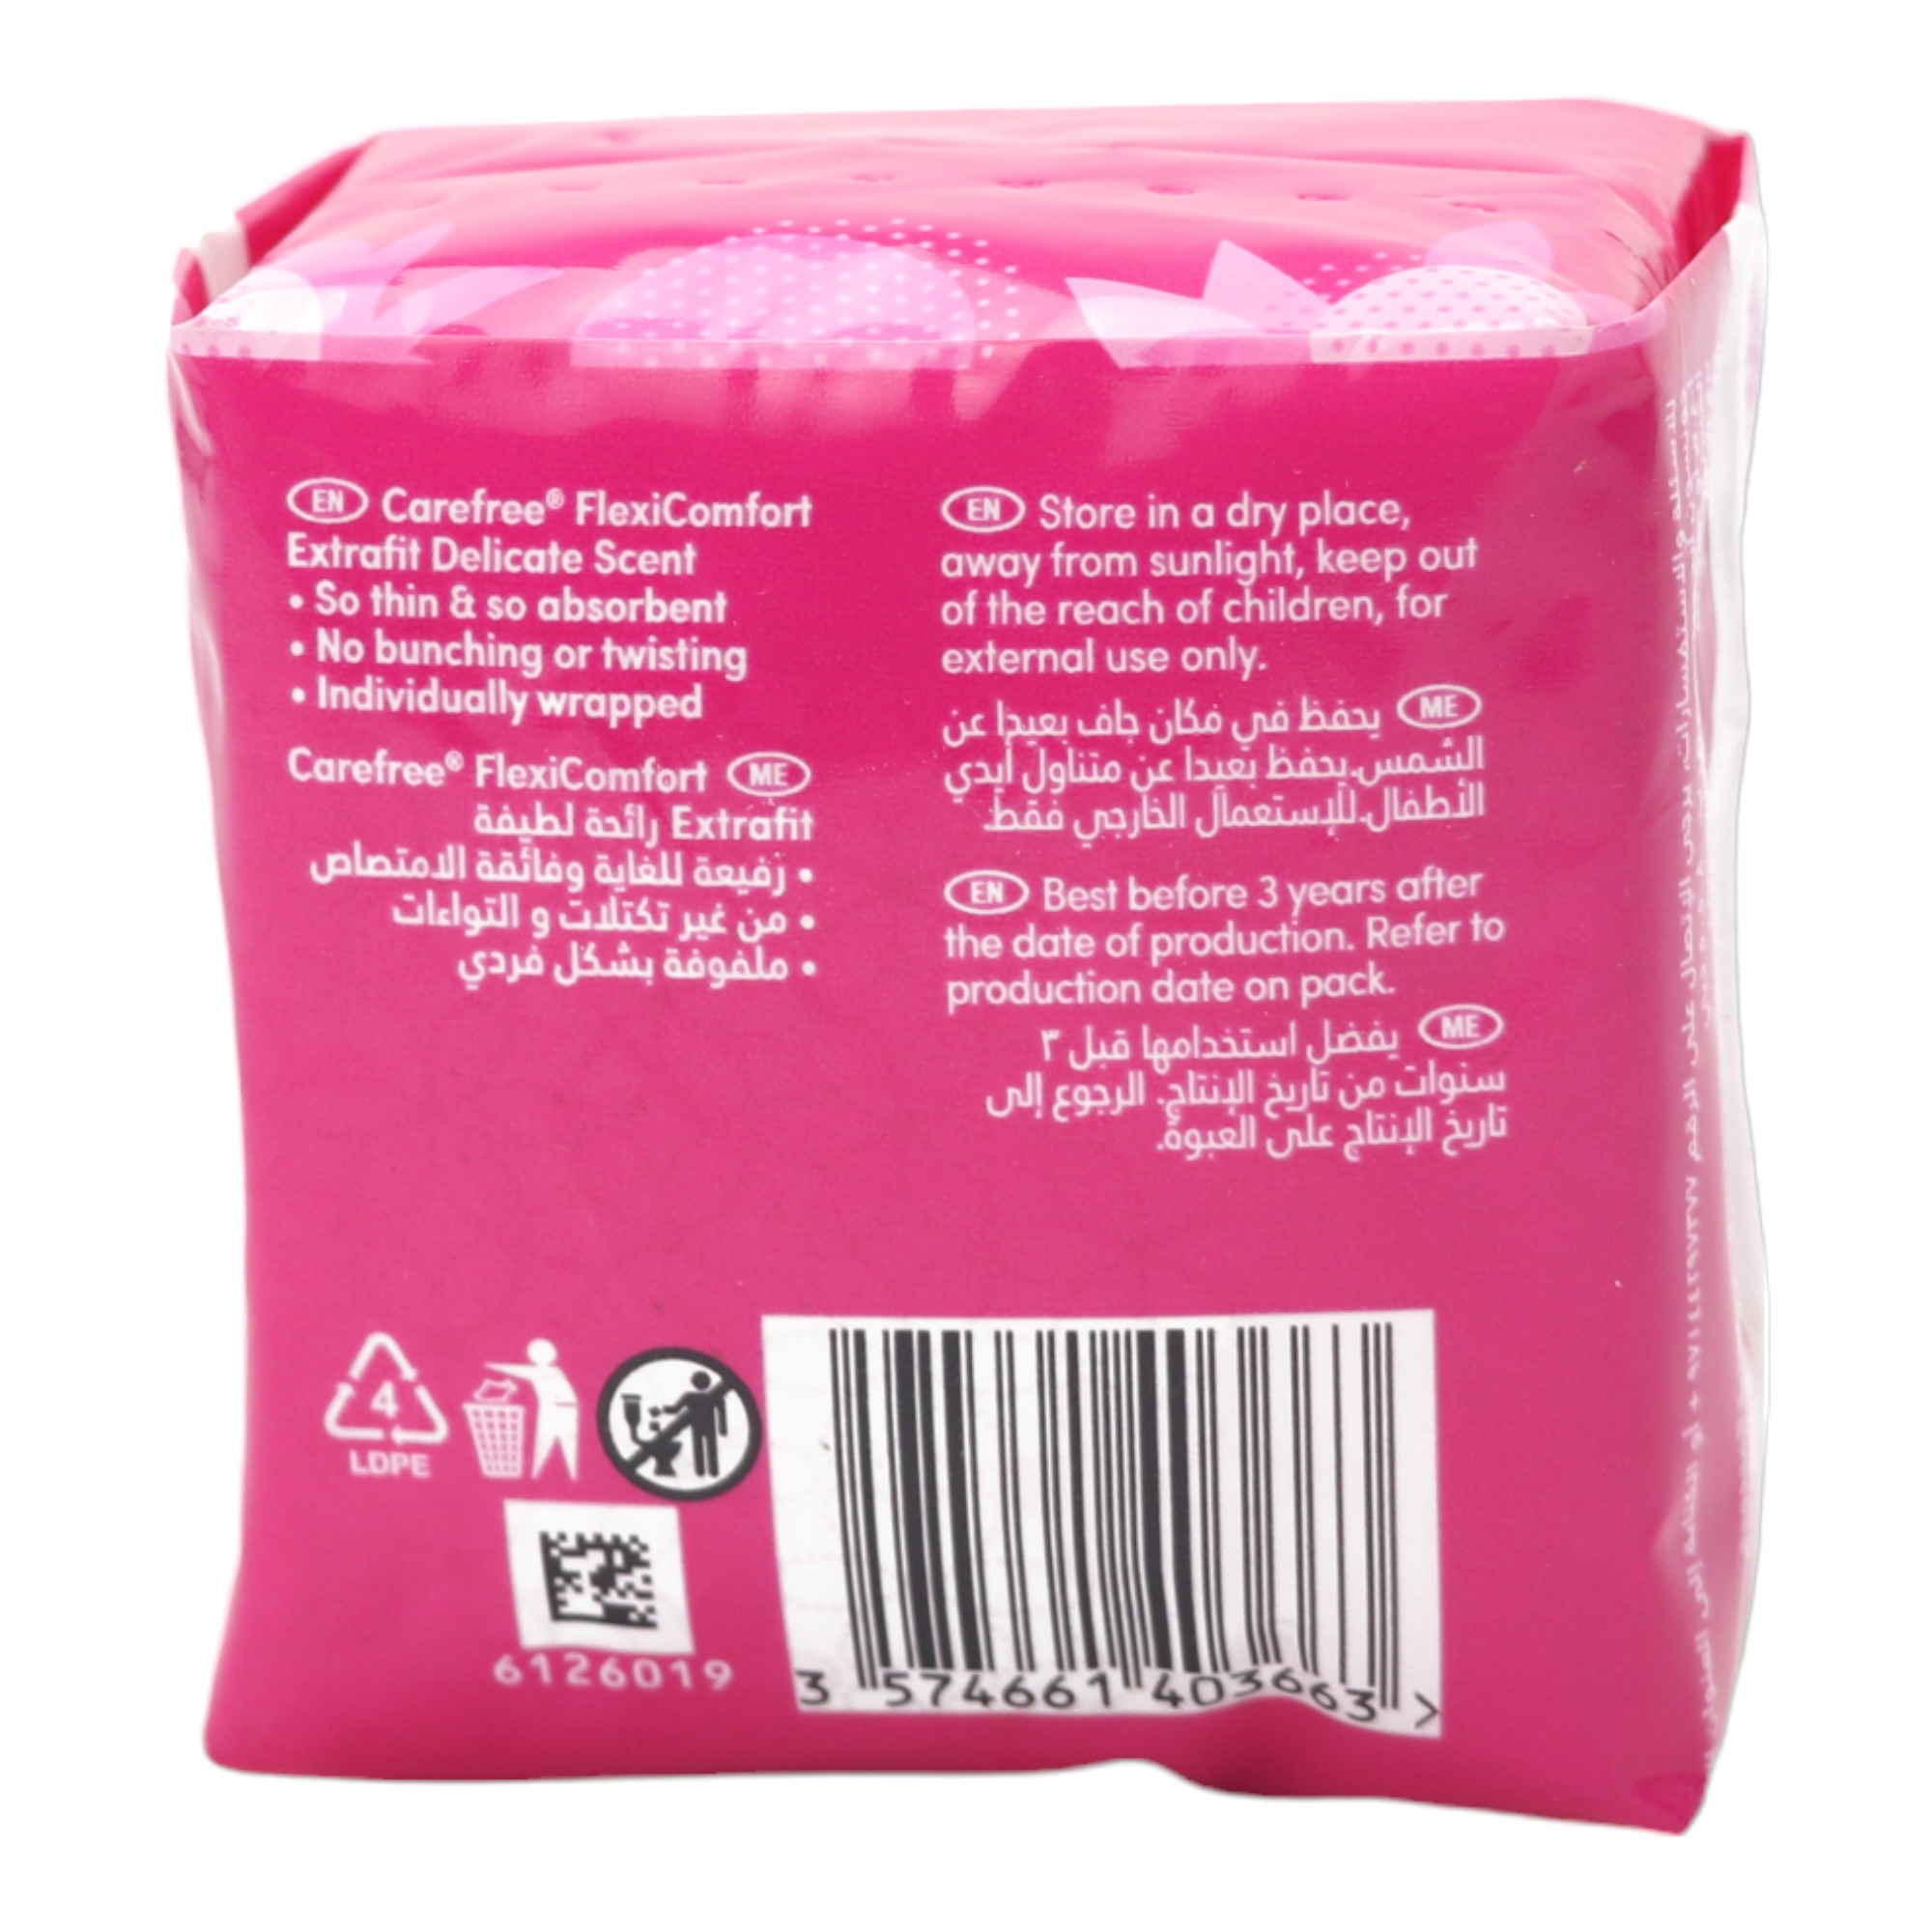 EN Carefree® FlexiComfort
Extrafit Delicate Scent
• So thin & so absorbent
• No bunching or twisting
• Individually wrapped
Carefree® FlexiComfort ME
Extrafit رائحة لطيفة
• رفيعة للغاية وفائقة الامتصاص
• من غير تكتلات و التواءات
• ملفوفة بشكل فردي
EN Store in a dry place,
away from sunlight, keep out
of the reach of children, for
external use only.
ME يحفظ في مكان جاف بعيدا عن
الشمس.يحفظ بعيدا عن متناول أيدي
الأطفال.للإستعمال الخارجي فقط.
EN Best before 3 years after
the date of production. Refer to
production date on pack.
ME يفضل استخدامها قبل ٣
سنوات من تاريخ الإنتاج. الرجوع إلى
تاريخ الإنتاج على العبوة.
4
LDPE
6126019
3 574661 403663 >